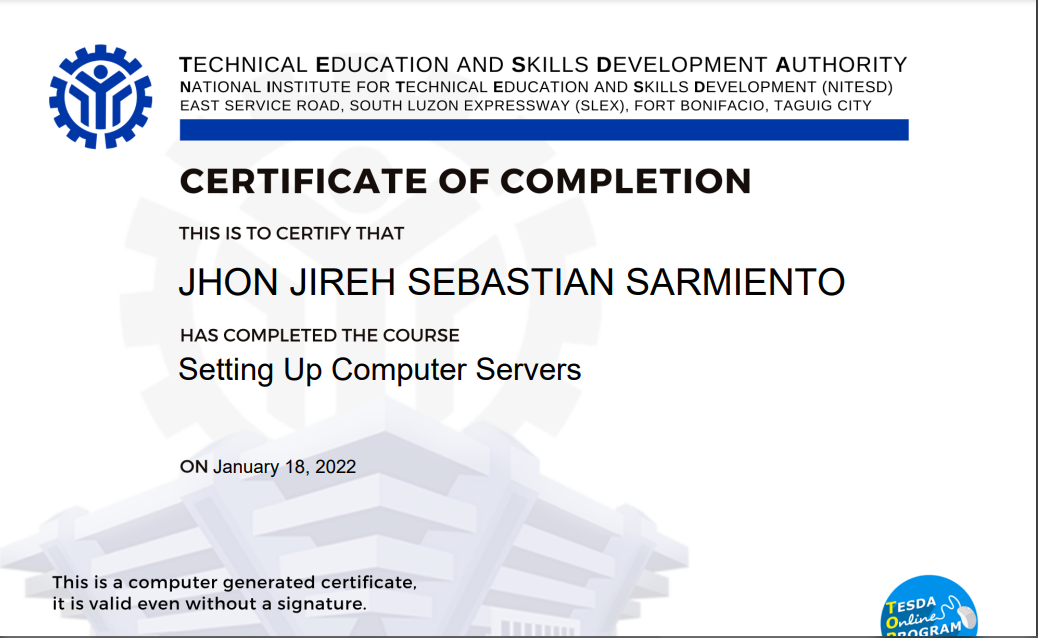 TECHNICAL EDUCATION AND SKILLS DEVELOPMENT AUTHORITY
NATIONAL INSTITUTE FOR TECHNICAL EDUCATION AND SKILLS DEVELOPMENT (NITESD)
EAST SERVICE ROAD, SOUTH LUZON EXPRESSWAY (SLEX), FORT BONIFACIO, TAGUIG CITY
CERTIFICATE OF COMPLETION
THIS IS TO CERTIFY THAT
JHON JIREH SEBASTIAN SARMIENTO
HAS COMPLETED THE COURSE
Setting Up Computer Servers
ON January 18, 2022
This is a computer generated certificate,
it is valid even without a signature.
TESDA
Online
PROGRAM